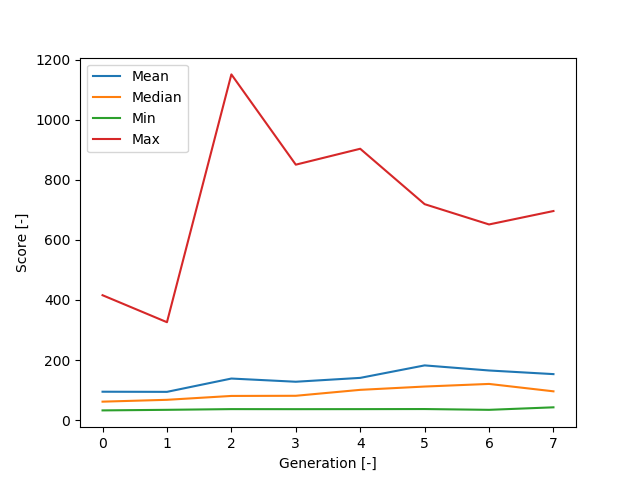 1200
1000
800
600
400
200
0
Score [-]
Mean
Median
Min
Max
0 1 2 3 4 5 6 7
Generation [-]